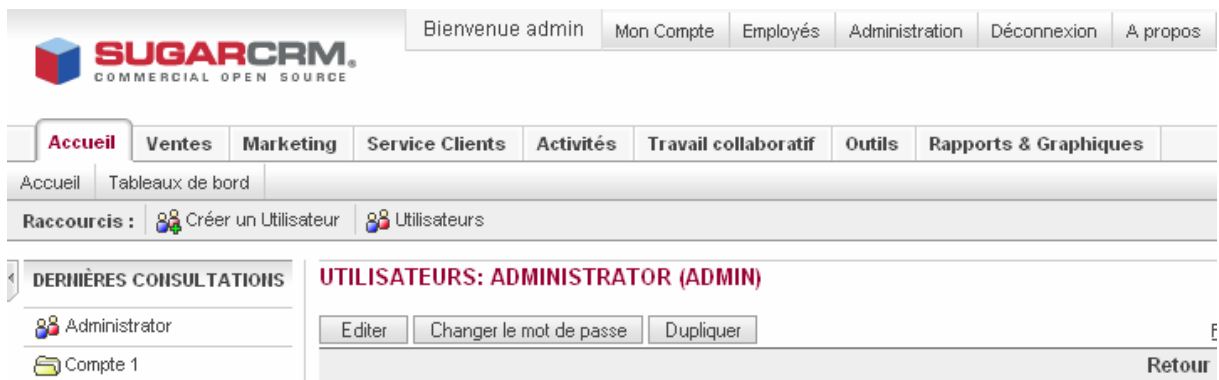 Bienvenue admin Mon Compte Employés Administration Déconnexion A propos
SUGARCRM®
COMMERCIAL OPEN SOURCE
Accueil Ventes Marketing Service Clients Activités Travail collaboratif Outils Rapports & Graphiques
Accueil Tableaux de bord
Raccourcis : Créer un Utilisateur Utilisateurs
DERNIÈRES CONSULTATIONS UTILISATEURS: ADMINISTRATOR (ADMIN)
Administrator Editer Changer le mot de passe Dupliquer
Compte 1 Retour